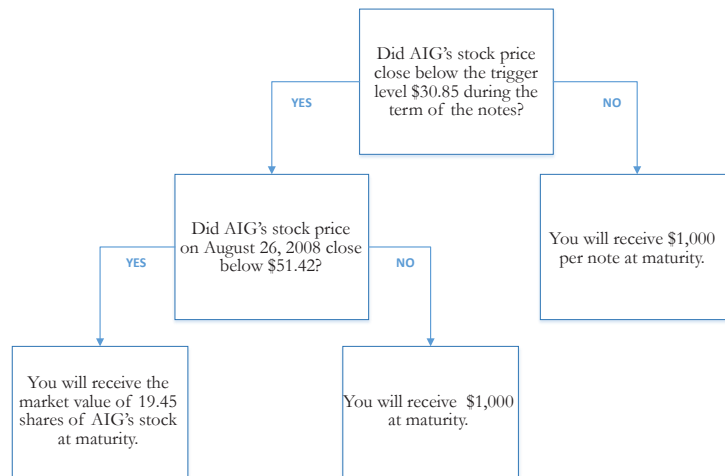 Did AIG's stock price
close below the trigger
level $30.85 during the
term of the notes?
YES
NO
Did AIG's stock price
on August 26, 2008 close
below $51.42?
You will receive $1,000
per note at maturity.
YES
NO
You will receive the
market value of 19.45
shares of AIG's stock
at maturity.
You will receive $1,000
at maturity.